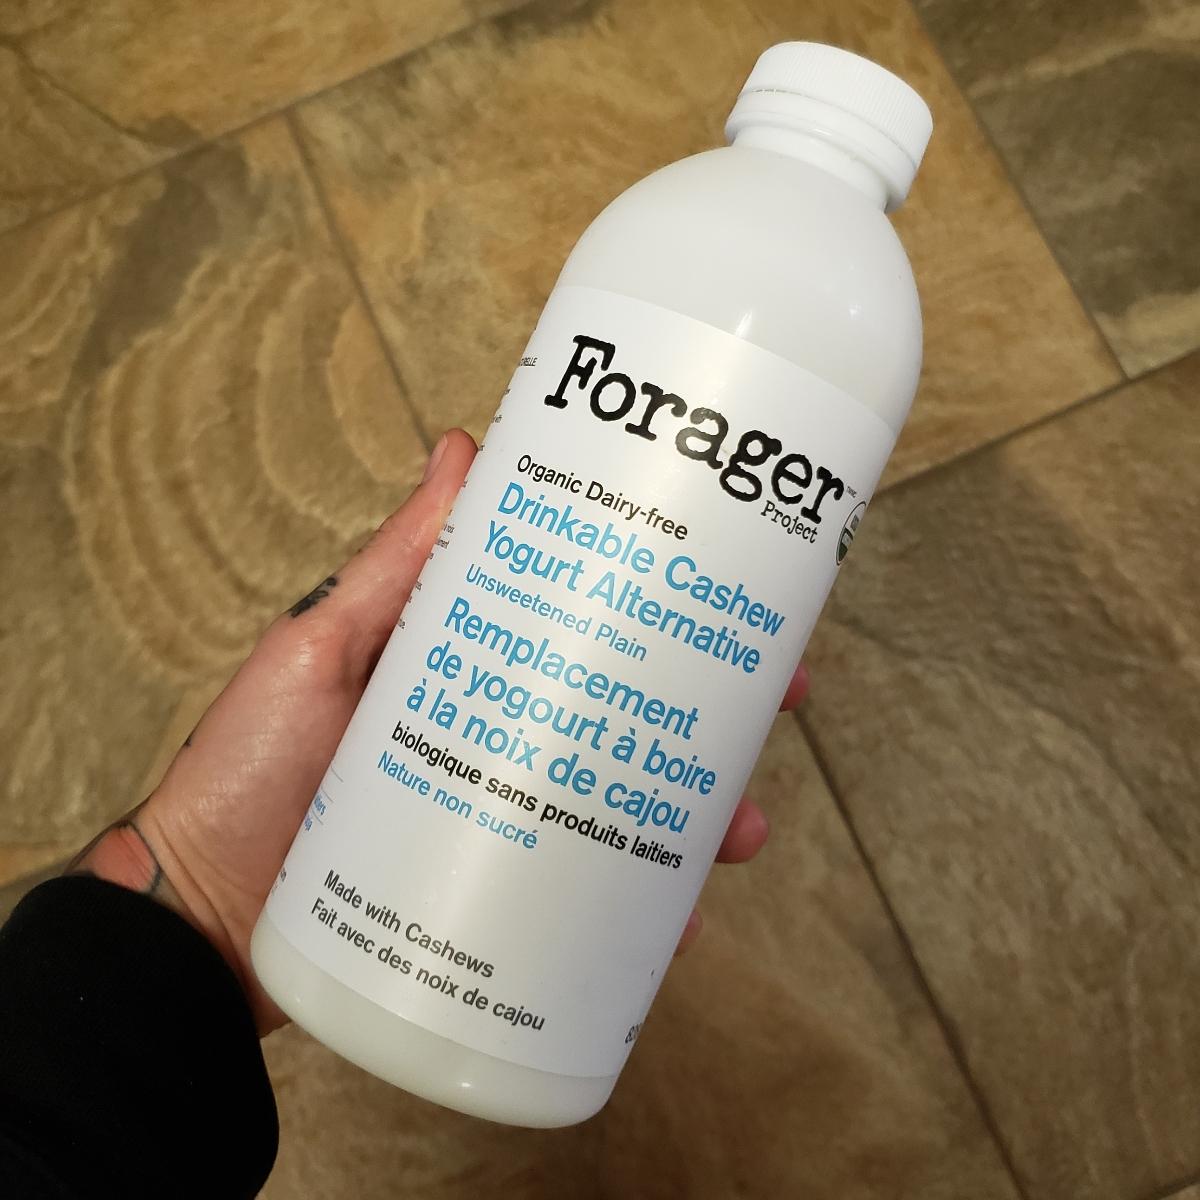 Forager
Project
Organic Dairy-free
Drinkable Cashew
Yogurt Alternative
Unsweetened Plain
Remplacement
de yogourt à boire
à la noix de cajou
biologique sans produits laitiers
Nature non sucré
Made with Cashews
Fait avec des noix de cajou